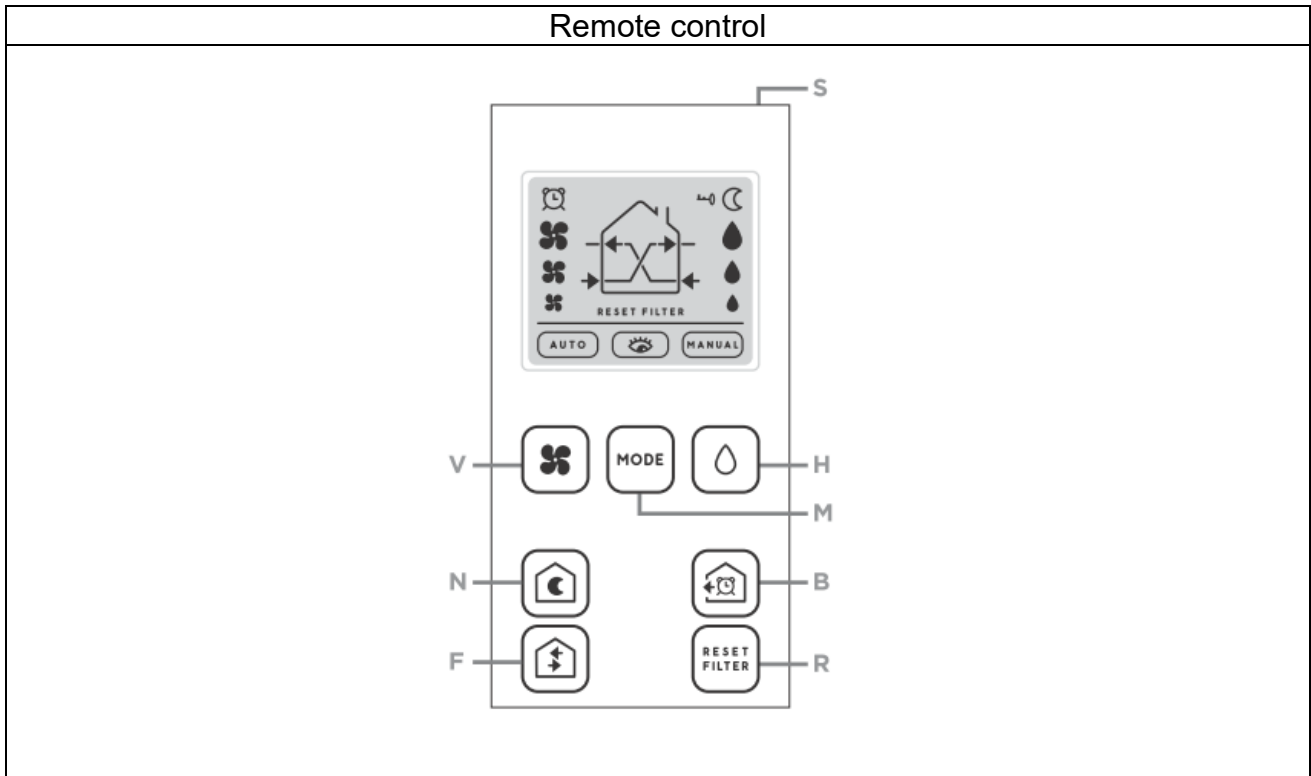 Remote control
S
RESET FILTER
AUTO
MANUAL
V
MODE
H
M
N
B
F
RESET
FILTER
R